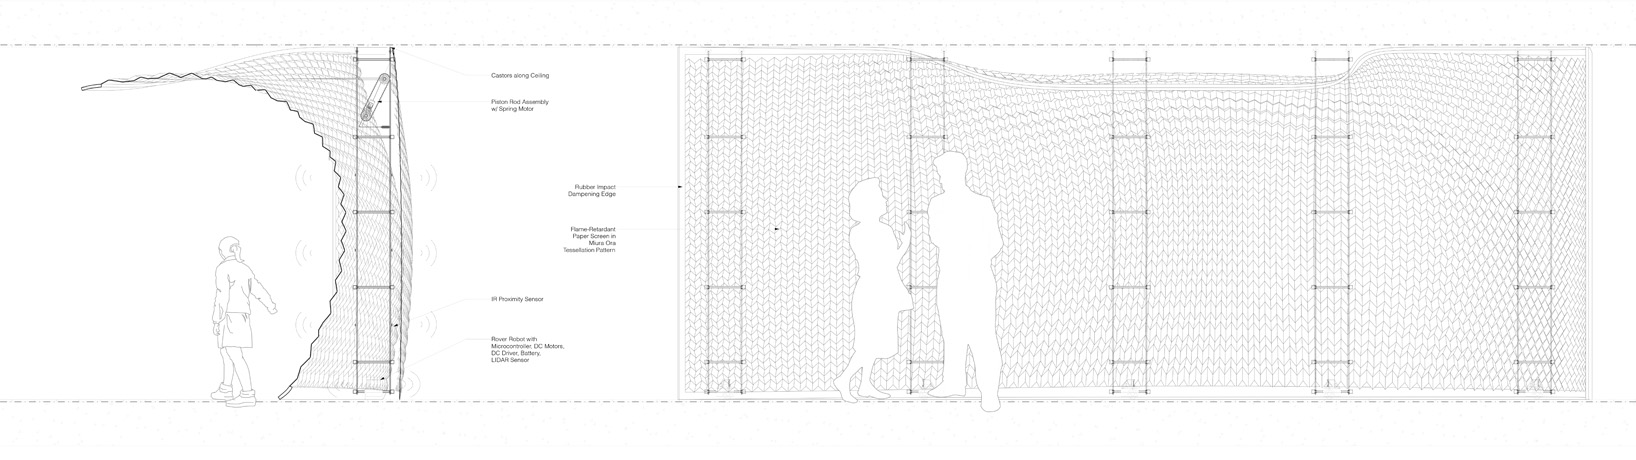 Castors along Ceiling
Piston Rod Assembly
w/ Spring Motor
Rubber Impact
Dampening Edge
Flame-Retardant
Paper Screen in
Miura Ora
Tessellation Pattern
IR Proximity Sensor
Rover Robot with
Microcontroller, DC Motors,
DC Driver, Battery,
LIDAR Sensor